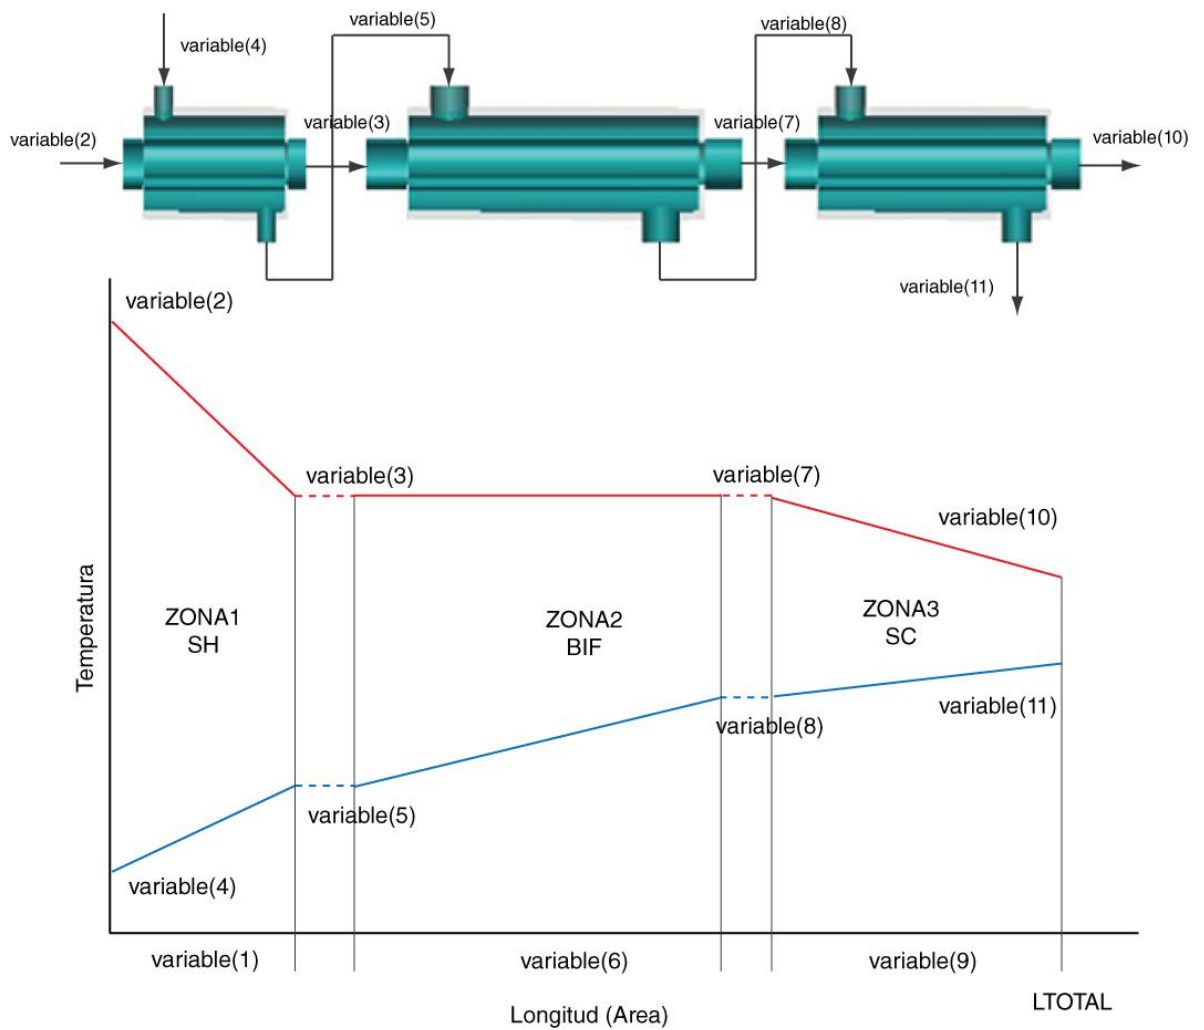 variable(5)
variable(8)
variable(4)
variable(2)
variable(3)
variable(7)
variable(10)
variable(11)
variable(2)
variable(3)
variable(7)
variable(10)
ZONA1
SH
ZONA2
BIF
ZONA3
SC
Temperatura
variable(11)
variable(8)
variable(5)
variable(4)
variable(1)
variable(6)
variable(9)
LTOTAL
Longitud (Area)